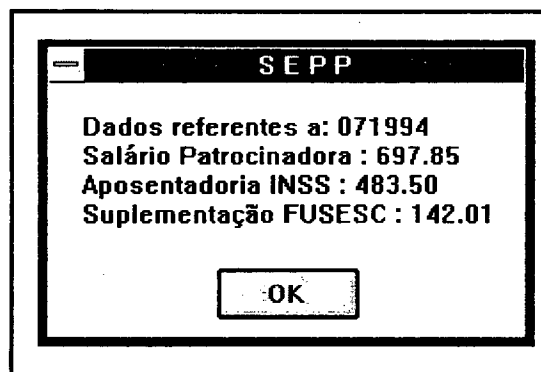 SEPP
Dados referentes a: 071994
Salário Patrocinadora : 697.85
Aposentadoria INSS : 483.50
Suplementação FUSESC : 142.01
OK